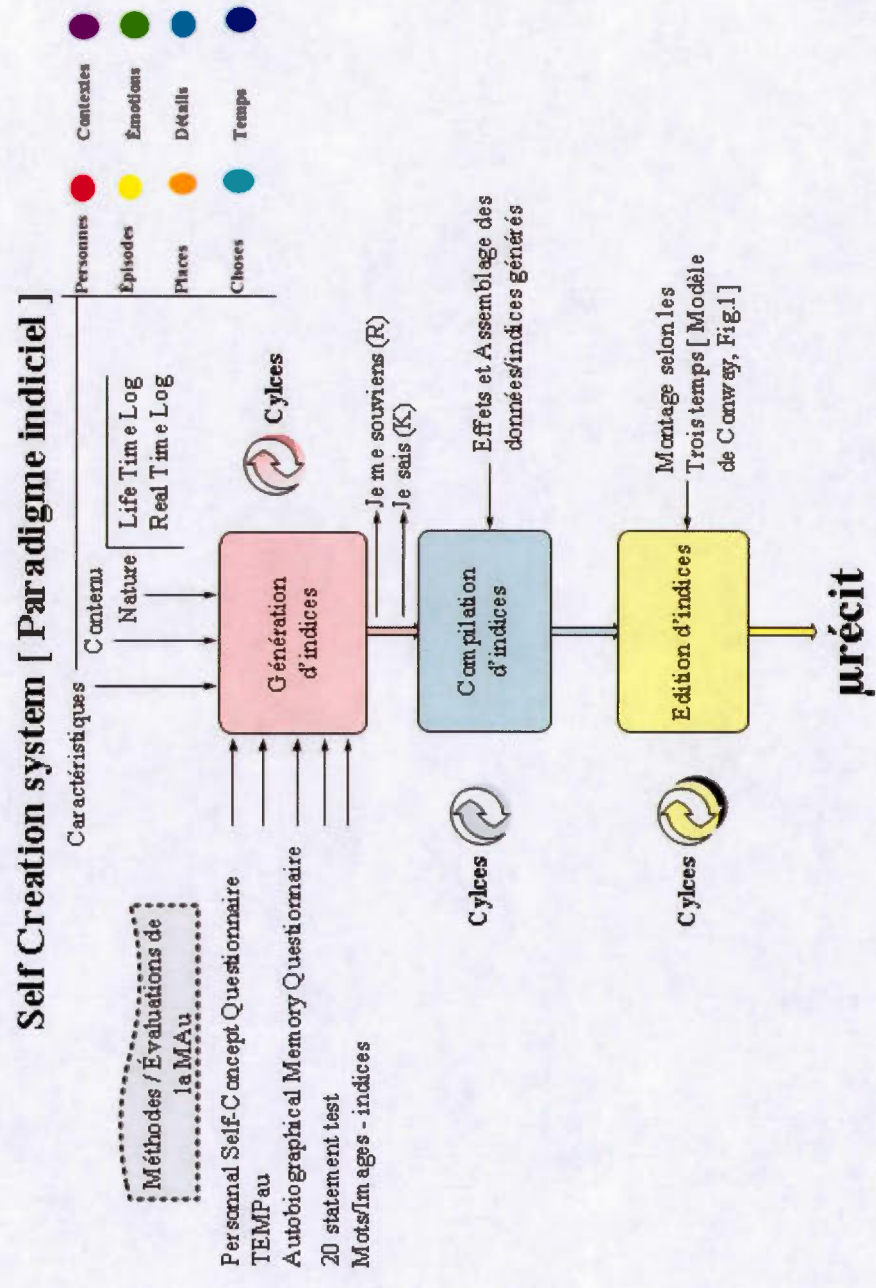 Self Creation system [ Paradigme indiciel ]
Méthodes / Évaluations de
la MAu
Caractéristiques
Contenu
Nature
Life Time Log
Real Time Log
Personnes
Contextes
Épisodes
Émotions
Places
Détails
Choses
Temps
Personnal Self-Concept Questionnaire
TEMPau
Autobiographical Memory Questionnaire
20 statement test
Mots/Images - indices
Génération
d'indices
Cylces
Je me souviens (R)
Je sais (K)
Cylces
Compilation
d'indices
Effets et Assemblage des
données/indices générés
Cylces
Edition d'indices
Montage selon les
Trois temps [ Modèle
de Conway, Fig.1 ]
µrécit